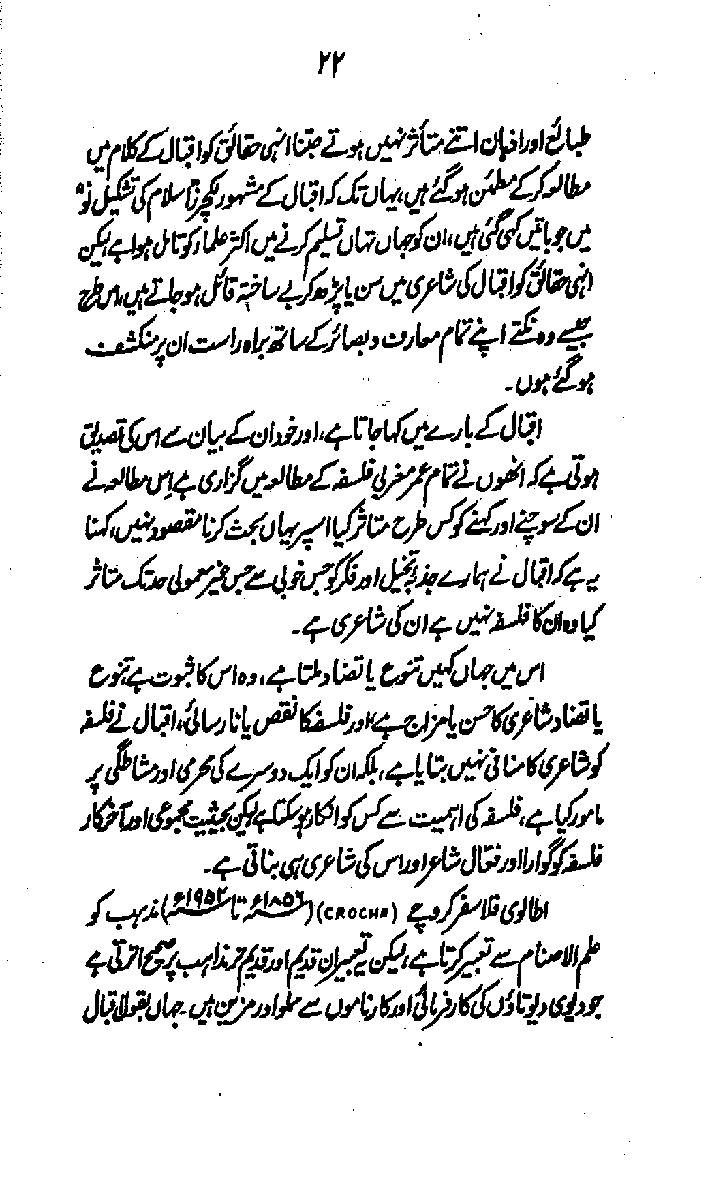 ۲۲
طبائع اور اذہان اتنے متأثر نہیں ہوتے جتنا انہی حقائق کو اقبال کے کلام میں
مطالعہ کر کے مطمئن ہو گئے ہیں، یہاں تک کہ اقبال کے مشہور لکچرز "اسلام کی تشکیل نو"
میں جو باتیں کہی گئی ہیں، ان کو جہاں تہاں تسلیم کرنے میں اکثر علماء کو تامل ہوا ہے لیکن
انہی حقائق کو اقبال کی شاعری میں سن یا پڑھ کر بے ساختہ قائل ہو جاتے ہیں، اس طرح
جیسے وہ نکتے اپنے تمام معارف و بصائر کے ساتھ براہ راست ان پر منکشف
ہو گئے ہوں۔
اقبال کے بارے میں کہا جاتا ہے، اور خود ان کے بیان سے اس کی تصدیق
ہوتی ہے کہ انھوں نے تمام عمر مغربی فلسفہ کے مطالعہ میں گزاری ہے اس مطالعہ نے
ان کے سوچنے اور کہنے کو کس طرح متاثر کیا اس پر یہاں بحث کرنا مقصود نہیں، کہنا
یہ ہے کہ اقبال نے ہمارے جذبہ تخیل اور فکر کو جس خوبی سے جس غیر معمولی حد تک متاثر
کیا وہ ان کا فلسفہ نہیں ہے ان کی شاعری ہے۔
اس میں جہاں کہیں تنوع یا تضاد ملتا ہے، وہ اس کا ثبوت ہے تنوع
یا تضاد شاعری کا حسن یا مزاج ہے، اور فلسفہ کا نقص یا نارسائی، اقبال نے فلسفہ
کو شاعری کا منافی نہیں بتایا ہے، بلکہ ان کو ایک دوسرے کی محرمی اور مشاطگی پر
مامور کیا ہے، فلسفہ کی اہمیت سے کس کو انکار ہو سکتا ہے لیکن بحیثیت مجموعی اور آخرکار
فلسفہ کو گوارا اور فعّال شاعر اور اس کی شاعری ہی بناتی ہے۔
اطالوی فلاسفر کروچے (CROCHE) (۱۸۵۶ء تا ۱۹۵۲ء) مذہب کو
علم الاصنام سے تعبیر کرتا ہے، لیکن یہ تعبیر ان قدیم اور قدیم تر مذاہب پر صحیح اترتی ہے
جو دیوی دیوتاؤں کی کارفرمائی اور کارناموں سے مملو اور مزین ہیں۔ جہاں بقول اقبال